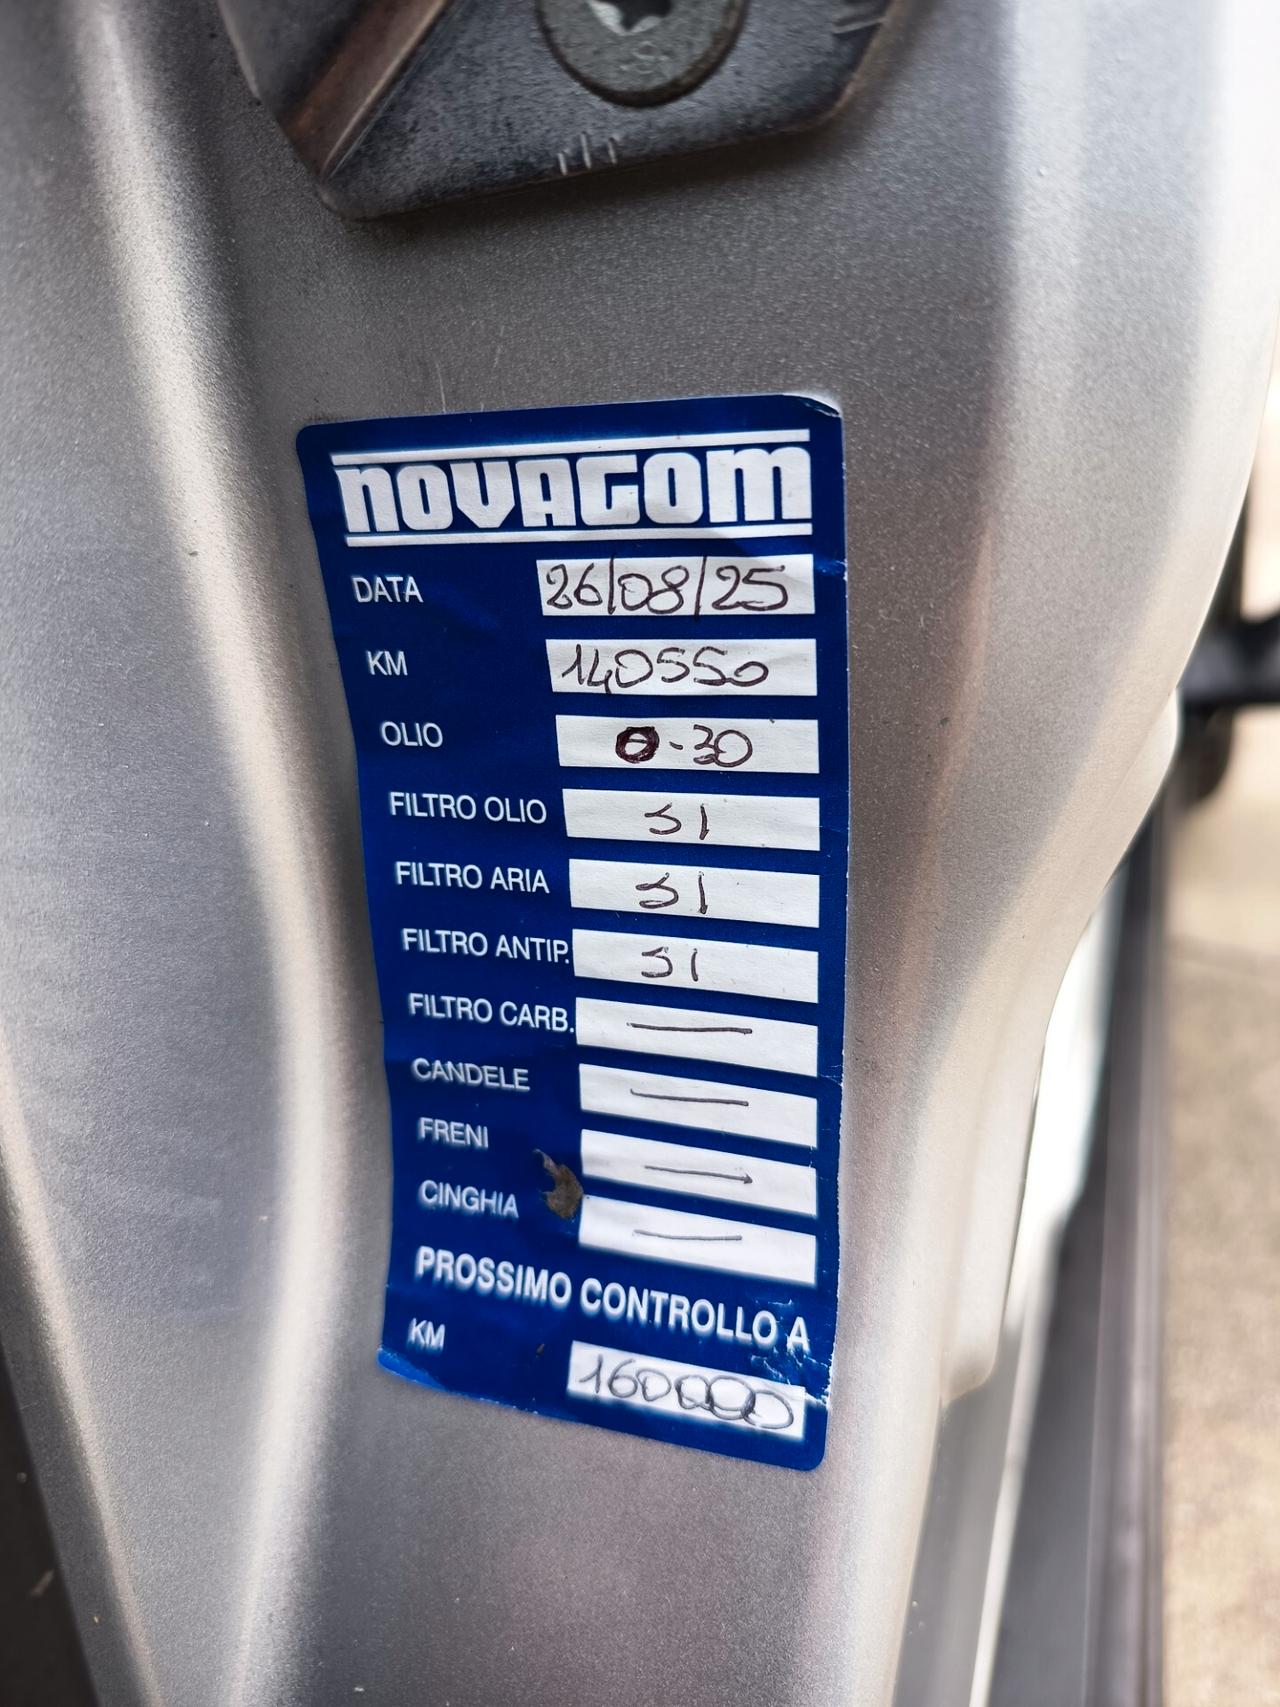 NOVAGOM
DATA 26/08/25
KM 140550
OLIO 0-30
FILTRO OLIO SI
FILTRO ARIA SI
FILTRO ANTIP. SI
FILTRO CARB. —
CANDELE —
FRENI —
CINGHIA —
PROSSIMO CONTROLLO A
KM 160000